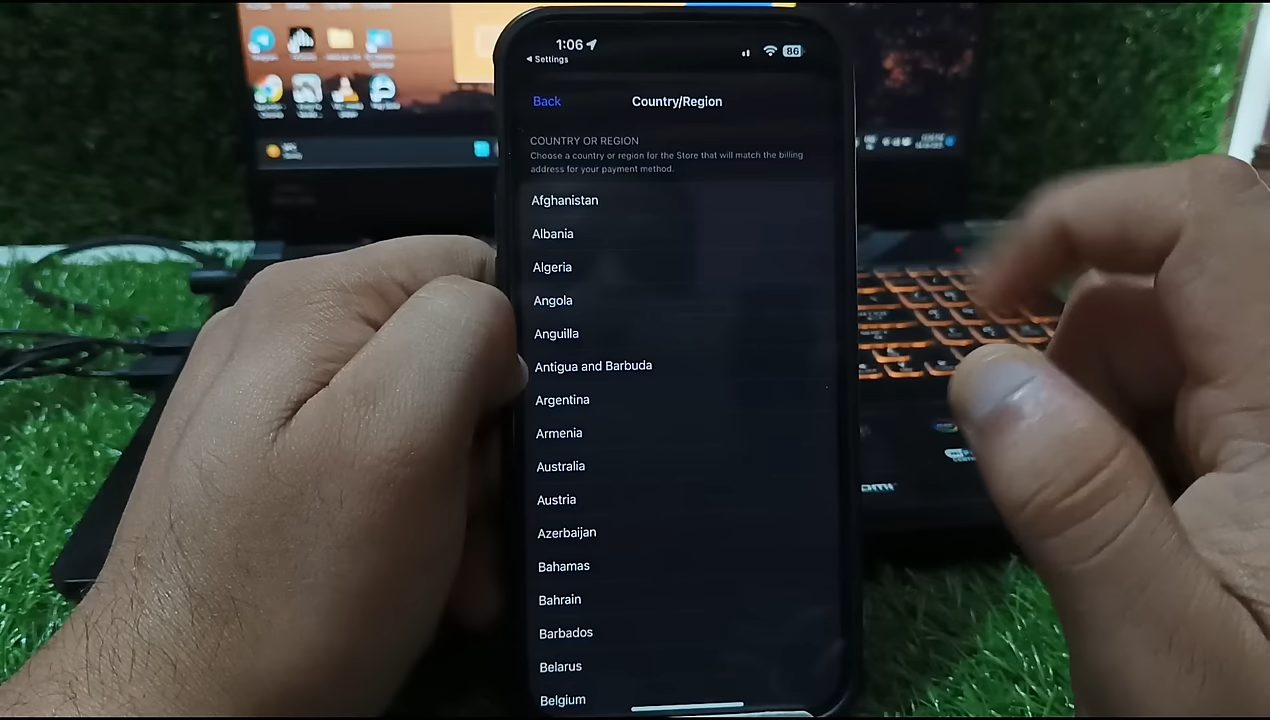 1:06
86
◀ Settings
Back
Country/Region
COUNTRY OR REGION
Choose a country or region for the Store that will match the billing
address for your payment method.
Afghanistan
Albania
Algeria
Angola
Anguilla
Antigua and Barbuda
Argentina
Armenia
Australia
Austria
Azerbaijan
Bahamas
Bahrain
Barbados
Belarus
Belgium